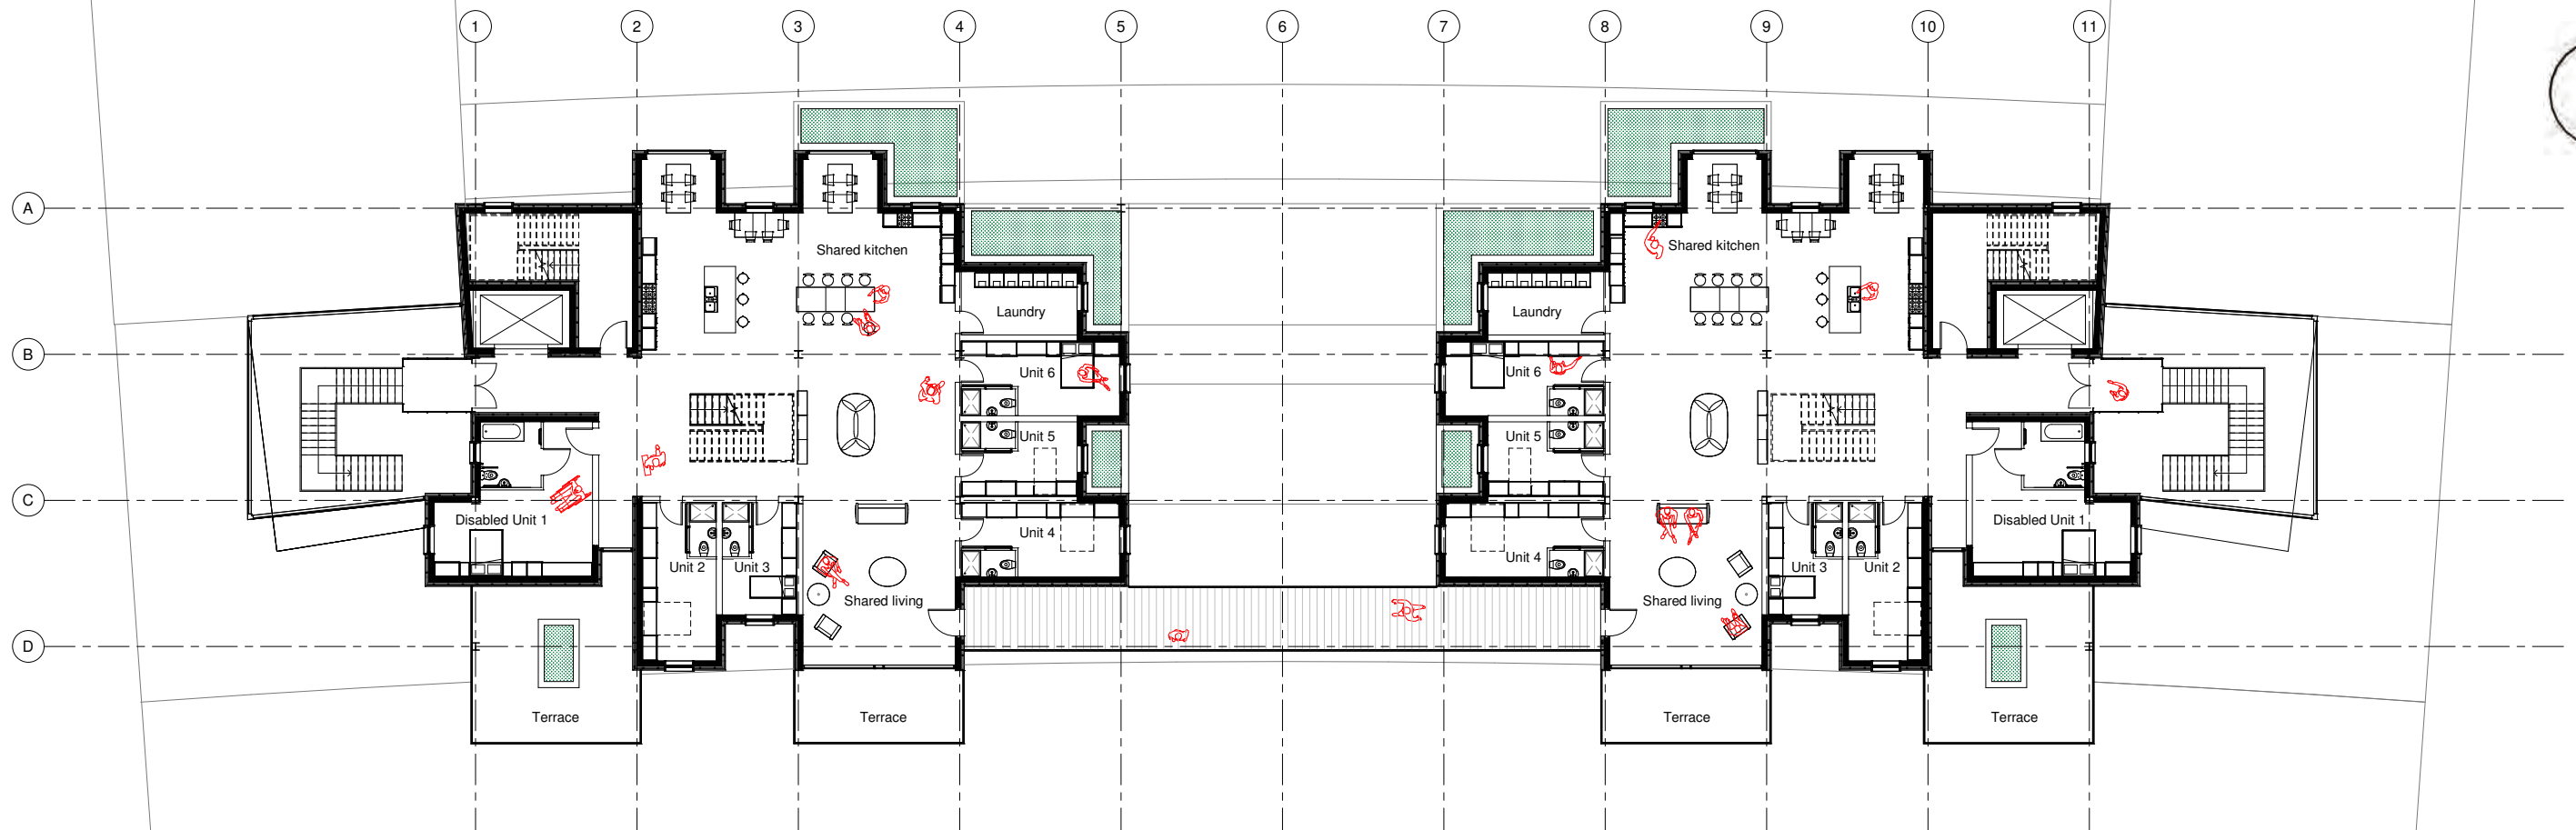 1 2 3 4 5 6 7 8 9 10 11
A
Shared kitchen
Shared kitchen
Laundry
Laundry
B
Unit 6
Unit 6
Unit 5
Unit 5
C
Disabled Unit 1
Disabled Unit 1
Unit 4
Unit 4
Unit 2
Unit 3
Unit 3
Unit 2
Shared living
Shared living
D
Terrace
Terrace
Terrace
Terrace